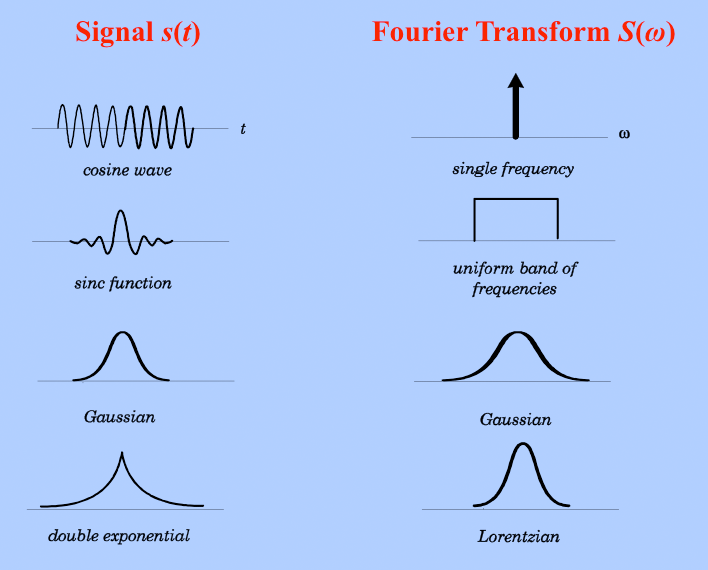 Signal s(t)
Fourier Transform S(ω)
t
ω
cosine wave
single frequency
sinc function
uniform band of
frequencies
Gaussian
Gaussian
double exponential
Lorentzian